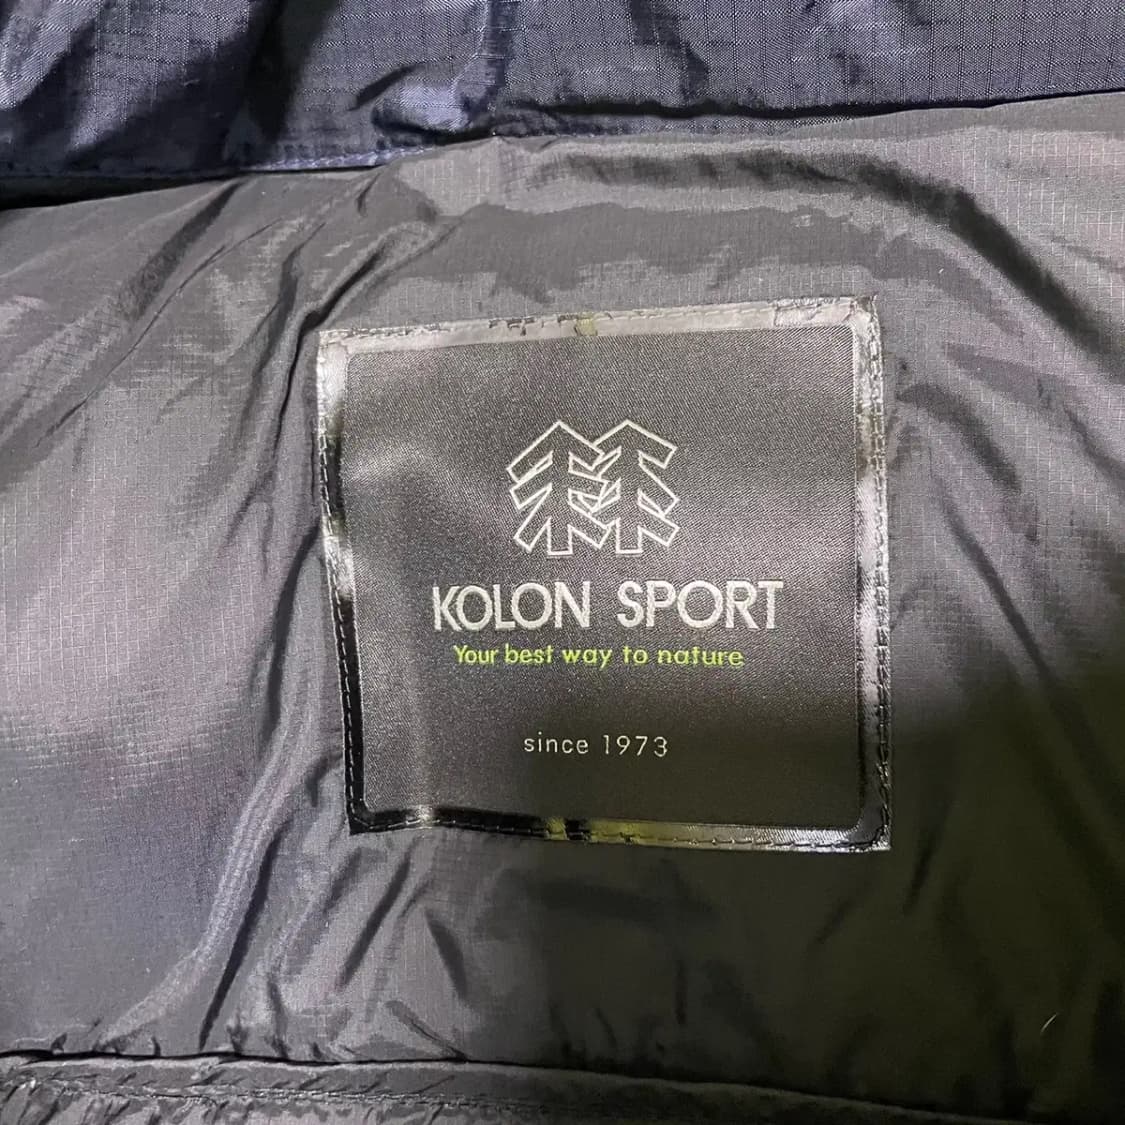 KOLON SPORT
Your best way to nature
since 1973